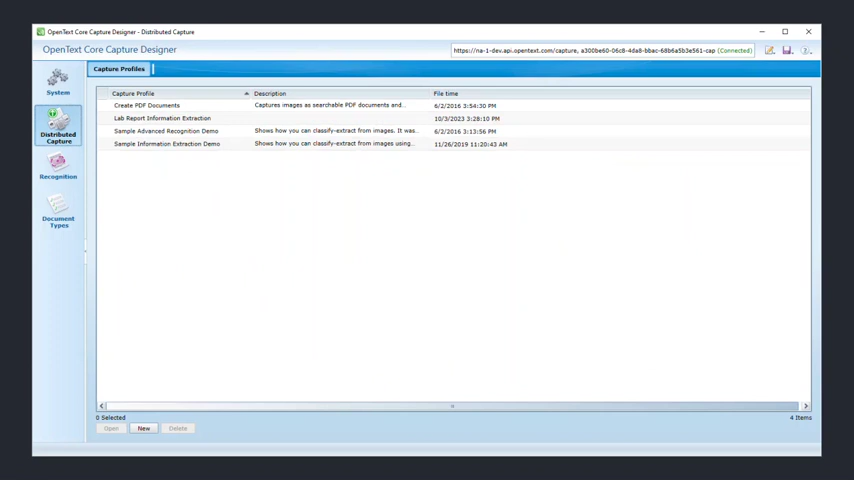 OpenText Core Capture Designer - Distributed Capture
OpenText Core Capture Designer
https://na-1-dev.api.opentext.com/capture, a300be60-06c8-4da8-bbac-68b6a5b3e561-cap (Connected)
System
Distributed
Capture
Recognition
Document
Types
Capture Profiles
Capture Profile Description File time
Create PDF Documents Captures images as searchable PDF documents and... 6/2/2016 3:54:30 PM
Lab Report Information Extraction 10/3/2023 3:28:10 PM
Sample Advanced Recognition Demo Shows how you can classify-extract from images. It was... 6/2/2016 3:13:56 PM
Sample Information Extraction Demo Shows how you can classify-extract from images using... 11/26/2019 11:20:43 AM
0 Selected 4 Items
Open New Delete